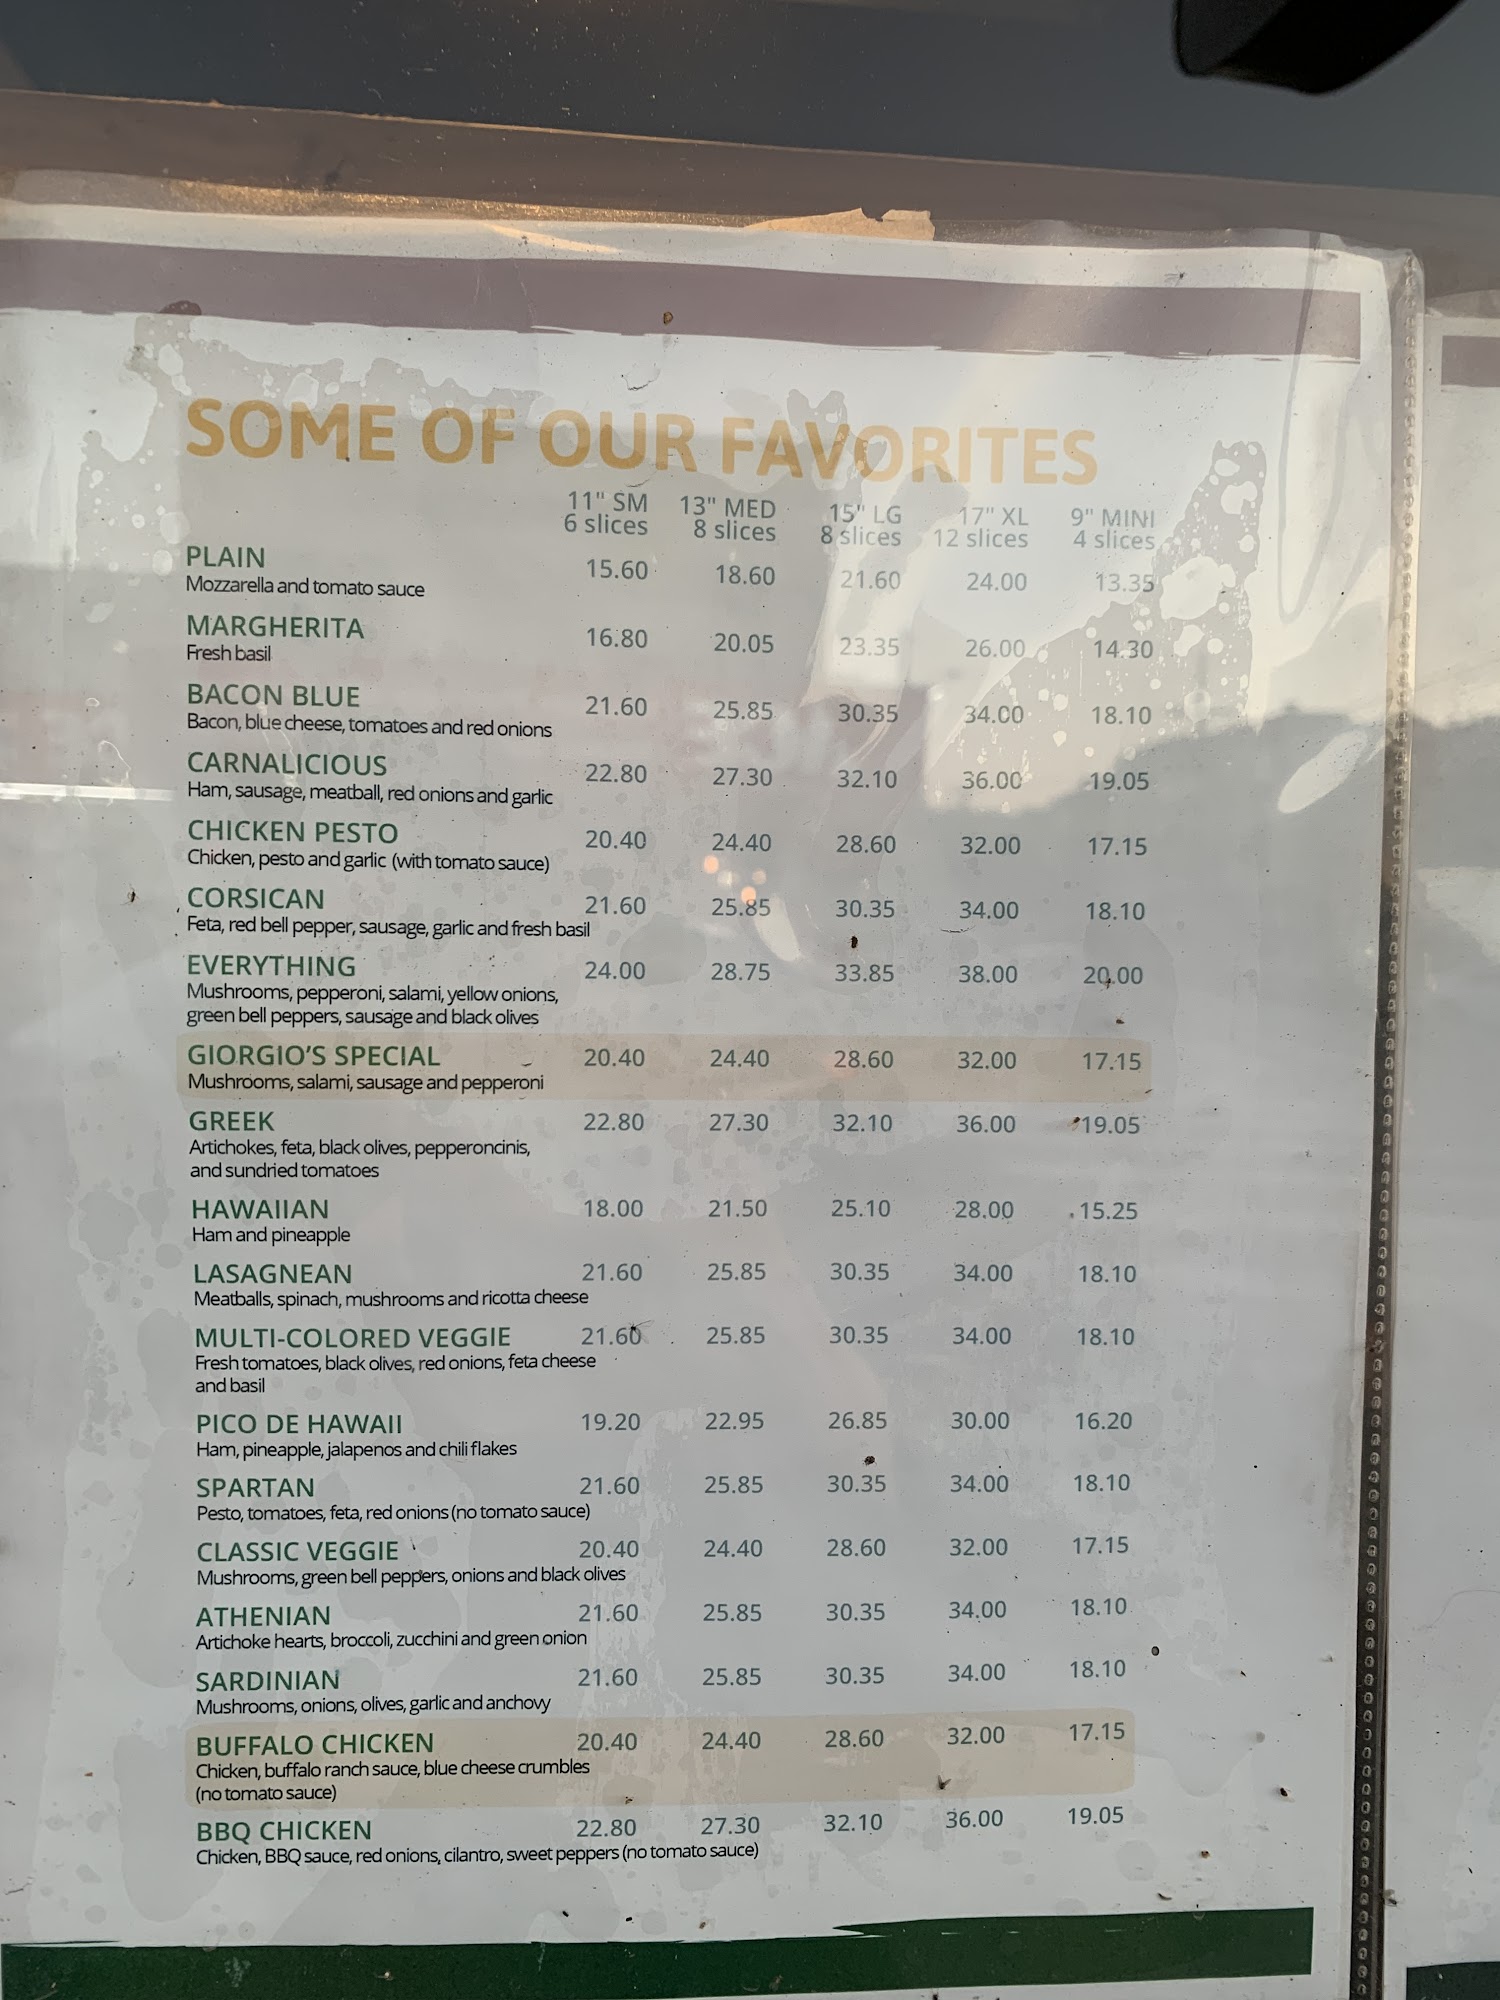 SOME OF OUR FAVORITES
11" SM 13" MED 15" LG 17" XL 9" MINI
6 slices 8 slices 8 slices 12 slices 4 slices
PLAIN 15.60 18.60 21.60 24.00 13.35
Mozzarella and tomato sauce
MARGHERITA 16.80 20.05 23.35 26.00 14.30
Fresh basil
BACON BLUE 21.60 25.85 30.35 34.00 18.10
Bacon, blue cheese, tomatoes and red onions
CARNALICIOUS 22.80 27.30 32.10 36.00 19.05
Ham, sausage, meatball, red onions and garlic
CHICKEN PESTO 20.40 24.40 28.60 32.00 17.15
Chicken, pesto and garlic (with tomato sauce)
CORSICAN 21.60 25.85 30.35 34.00 18.10
Feta, red bell pepper, sausage, garlic and fresh basil
EVERYTHING 24.00 28.75 33.85 38.00 20.00
Mushrooms, pepperoni, salami, yellow onions,
green bell peppers, sausage and black olives
GIORGIO'S SPECIAL 20.40 24.40 28.60 32.00 17.15
Mushrooms, salami, sausage and pepperoni
GREEK 22.80 27.30 32.10 36.00 19.05
Artichokes, feta, black olives, pepperoncinis,
and sundried tomatoes
HAWAIIAN 18.00 21.50 25.10 28.00 15.25
Ham and pineapple
LASAGNEAN 21.60 25.85 30.35 34.00 18.10
Meatballs, spinach, mushrooms and ricotta cheese
MULTI-COLORED VEGGIE 21.60 25.85 30.35 34.00 18.10
Fresh tomatoes, black olives, red onions, feta cheese
and basil
PICO DE HAWAII 19.20 22.95 26.85 30.00 16.20
Ham, pineapple, jalapenos and chili flakes
SPARTAN 21.60 25.85 30.35 34.00 18.10
Pesto, tomatoes, feta, red onions (no tomato sauce)
CLASSIC VEGGIE 20.40 24.40 28.60 32.00 17.15
Mushrooms, green bell peppers, onions and black olives
ATHENIAN 21.60 25.85 30.35 34.00 18.10
Artichoke hearts, broccoli, zucchini and green onion
SARDINIAN 21.60 25.85 30.35 34.00 18.10
Mushrooms, onions, olives, garlic and anchovy
BUFFALO CHICKEN 20.40 24.40 28.60 32.00 17.15
Chicken, buffalo ranch sauce, blue cheese crumbles
(no tomato sauce)
BBQ CHICKEN 22.80 27.30 32.10 36.00 19.05
Chicken, BBQ sauce, red onions, cilantro, sweet peppers (no tomato sauce)